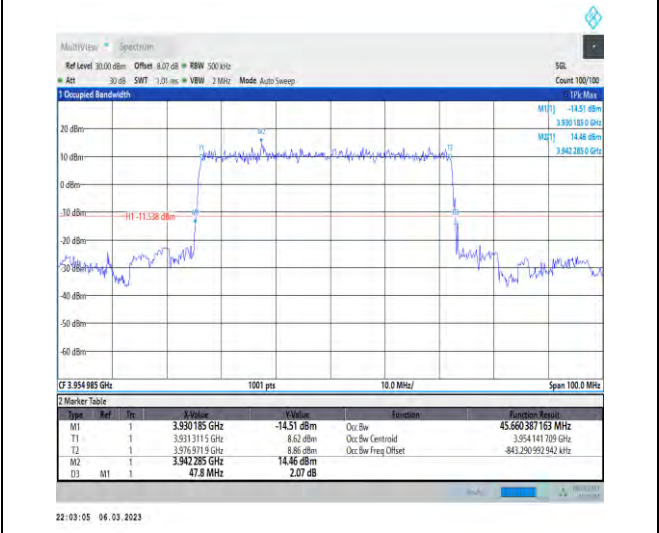 MultiView Spectrum
Ref Level 30.00 dBm Offset 8.07 dB RBW 500 kHz SGL
Att 30 dB SWT 1.01 ms VBW 2 MHz Mode Auto Sweep Count 100/100
1 Occupied Bandwidth 1Pk Max
M1[1] -14.51 dBm
3.930 185 0 GHz
M2[1] 14.46 dBm
3.942 285 0 GHz
20 dBm
M2
T1 T2
10 dBm
0 dBm
-10 dBm
H1 -11.538 dBm
-20 dBm
-30 dBm
-40 dBm
-50 dBm
-60 dBm
CF 3.954 985 GHz 1001 pts 10.0 MHz/ Span 100.0 MHz
2 Marker Table
Type Ref Trc X-Value Y-Value Function Function Result
M1 1 3.930 185 GHz -14.51 dBm Occ Bw 45.660 387 163 MHz
T1 1 3.931 311 5 GHz 8.62 dBm Occ Bw Centroid 3.954 141 709 GHz
T2 1 3.976 971 9 GHz 8.86 dBm Occ Bw Freq Offset -843.290 992 942 kHz
M2 1 3.942 285 GHz 14.46 dBm
D3 M1 1 47.8 MHz 2.07 dB
22:03:05 06.03.2023